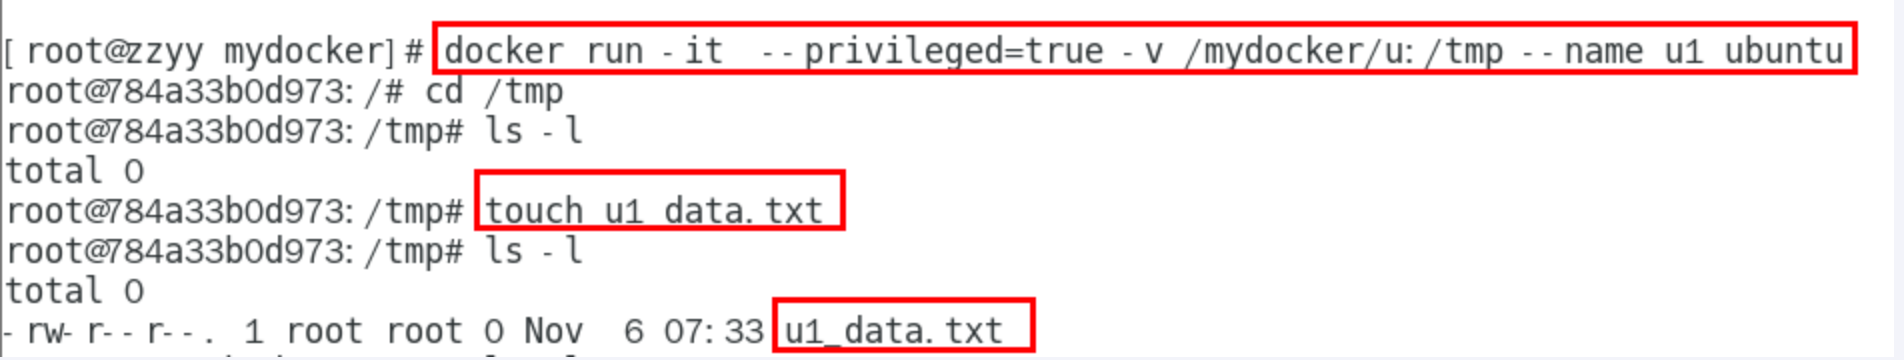 [root@zzyy mydocker]# docker run -it  --privileged=true -v /mydocker/u:/tmp --name u1 ubuntu
root@784a33b0d973:/# cd /tmp
root@784a33b0d973:/tmp# ls -l
total 0
root@784a33b0d973:/tmp# touch u1 data.txt
root@784a33b0d973:/tmp# ls -l
total 0
-rw-r--r--. 1 root root 0 Nov  6 07:33 u1_data.txt